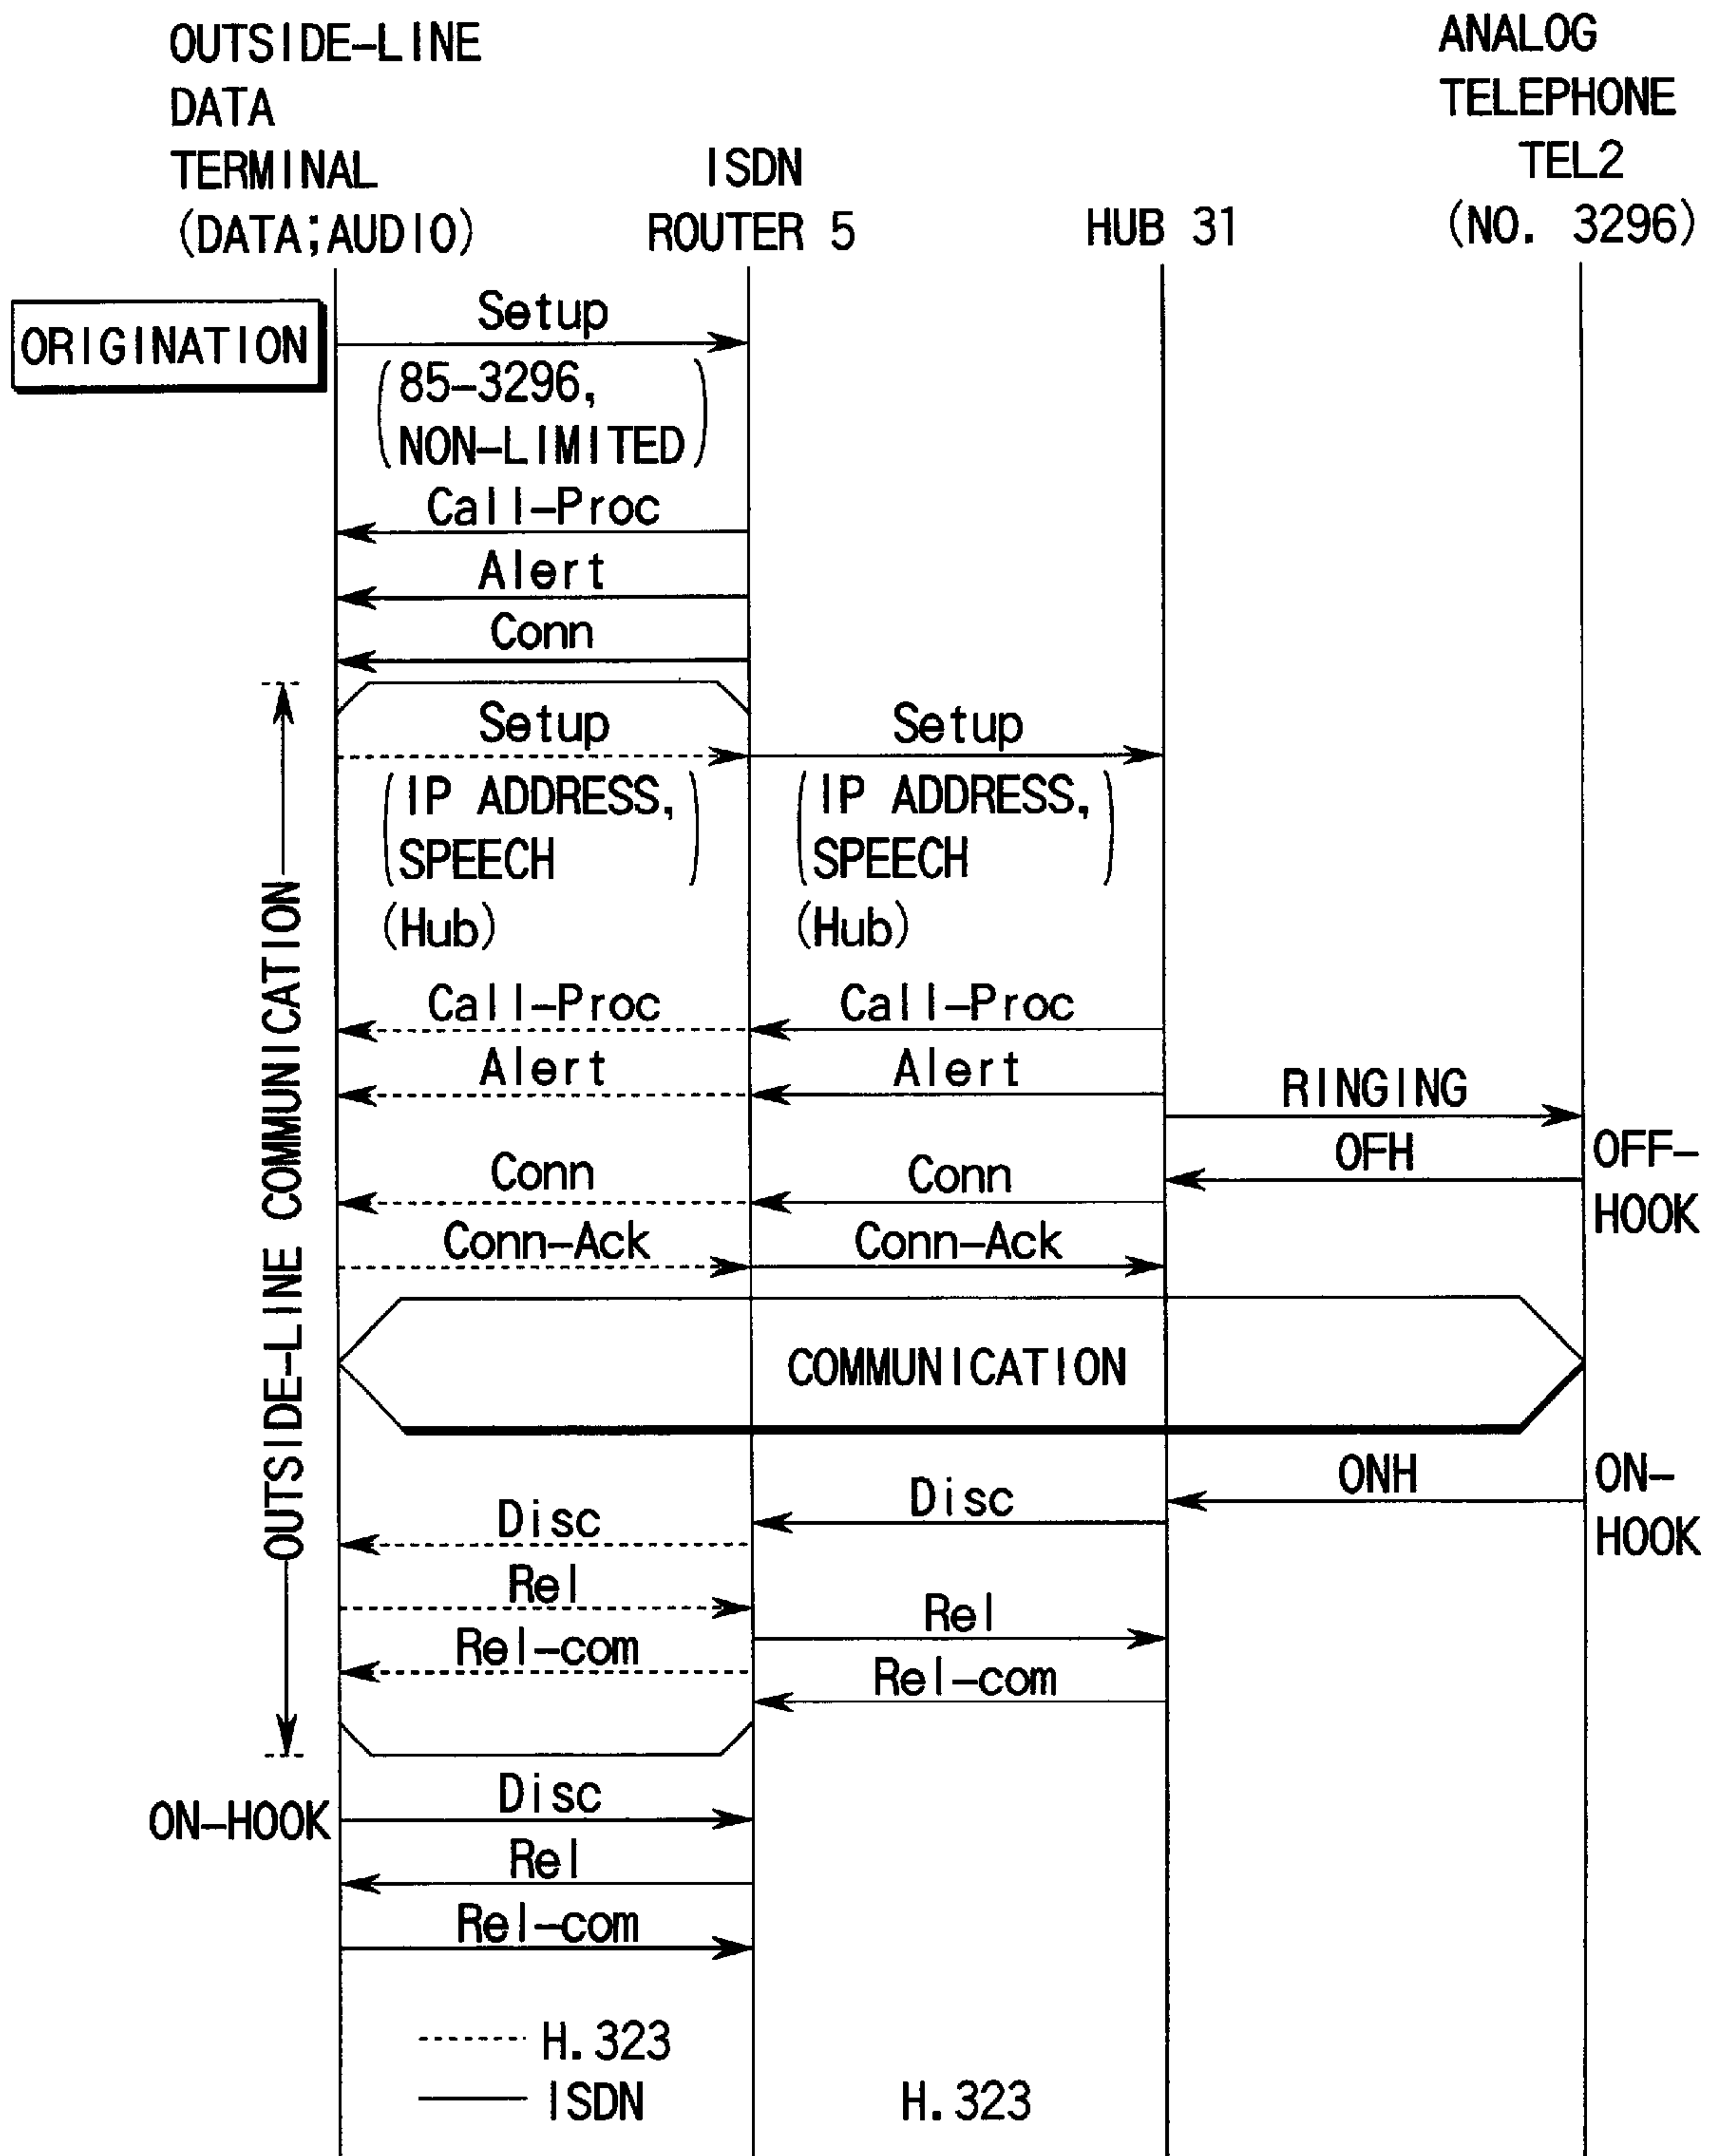 OUTSIDE-LINE
DATA
TERMINAL
(DATA;AUDIO)
ISDN
ROUTER 5
HUB 31
ANALOG
TELEPHONE
TEL2
(NO. 3296)
ORIGINATION
Setup
(85-3296,
NON-LIMITED)
Call-Proc
Alert
Conn
OUTSIDE-LINE COMMUNICATION
Setup
Setup
(IP ADDRESS,
SPEECH)
(Hub)
(IP ADDRESS,
SPEECH)
(Hub)
Call-Proc
Call-Proc
Alert
Alert
RINGING
OFH
OFF-
HOOK
Conn
Conn
Conn-Ack
Conn-Ack
COMMUNICATION
ONH
ON-
HOOK
Disc
Disc
Rel
Rel
Rel-com
Rel-com
ON-HOOK
Disc
Rel
Rel-com
H.323
ISDN
H.323